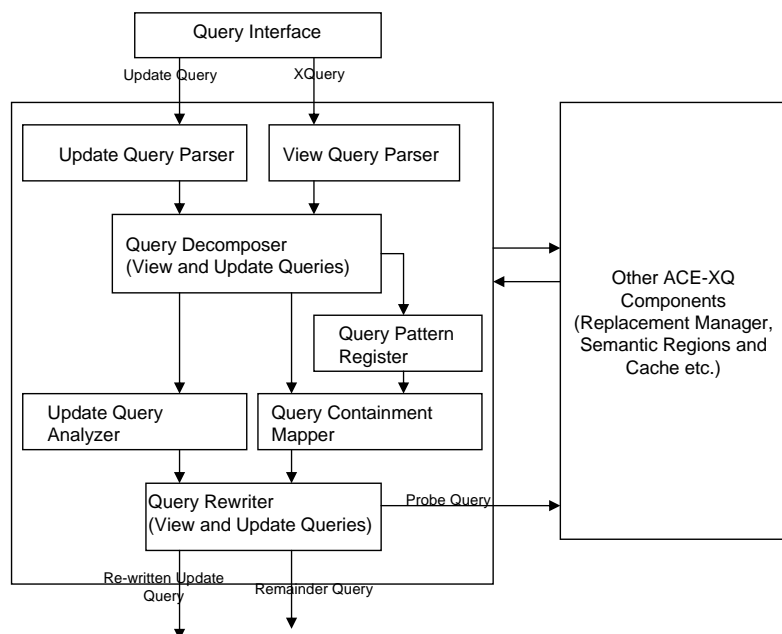 Query Interface
Update Query
XQuery
Update Query Parser
View Query Parser
Query Decomposer
(View and Update Queries)
Query Pattern
Register
Other ACE-XQ
Components
(Replacement Manager,
Semantic Regions and
Cache etc.)
Update Query
Analyzer
Query Containment
Mapper
Query Rewriter
(View and Update Queries)
Probe Query
Re-written Update
Query
Remainder Query